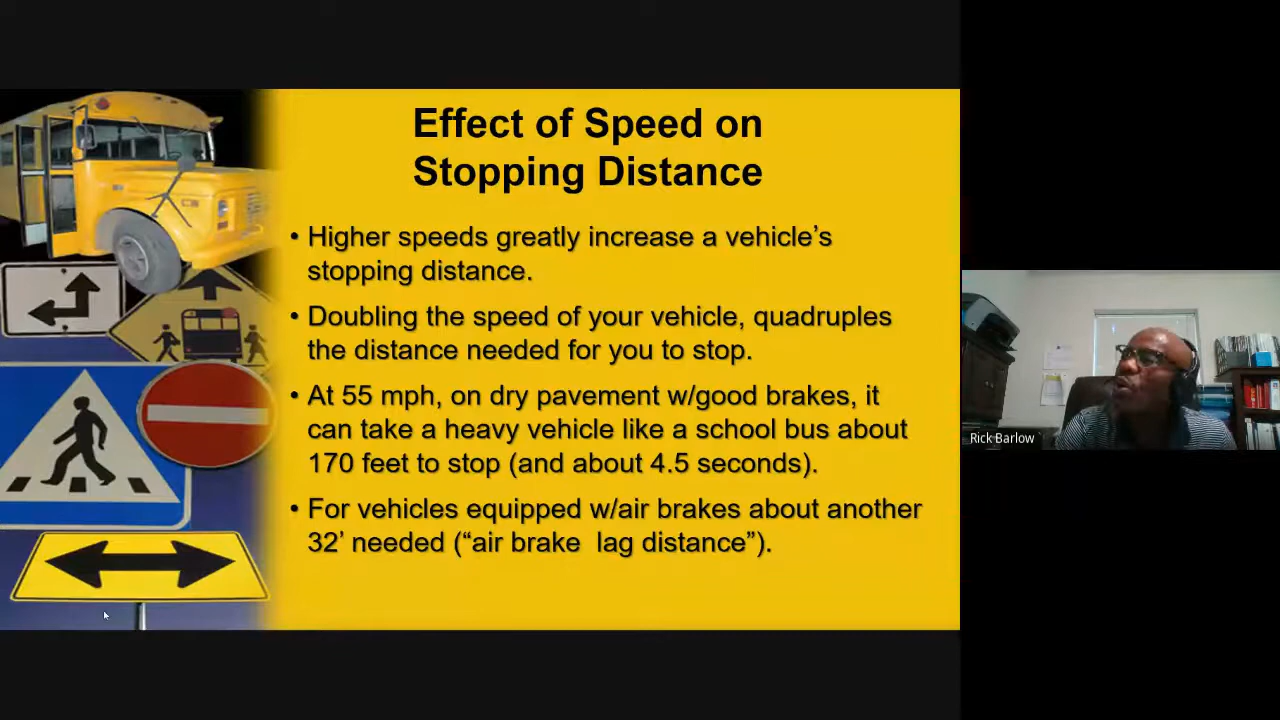 Effect of Speed on
Stopping Distance
• Higher speeds greatly increase a vehicle’s
stopping distance.
• Doubling the speed of your vehicle, quadruples
the distance needed for you to stop.
• At 55 mph, on dry pavement w/good brakes, it
can take a heavy vehicle like a school bus about
170 feet to stop (and about 4.5 seconds).
• For vehicles equipped w/air brakes about another
32’ needed (“air brake  lag distance”).
Rick Barlow